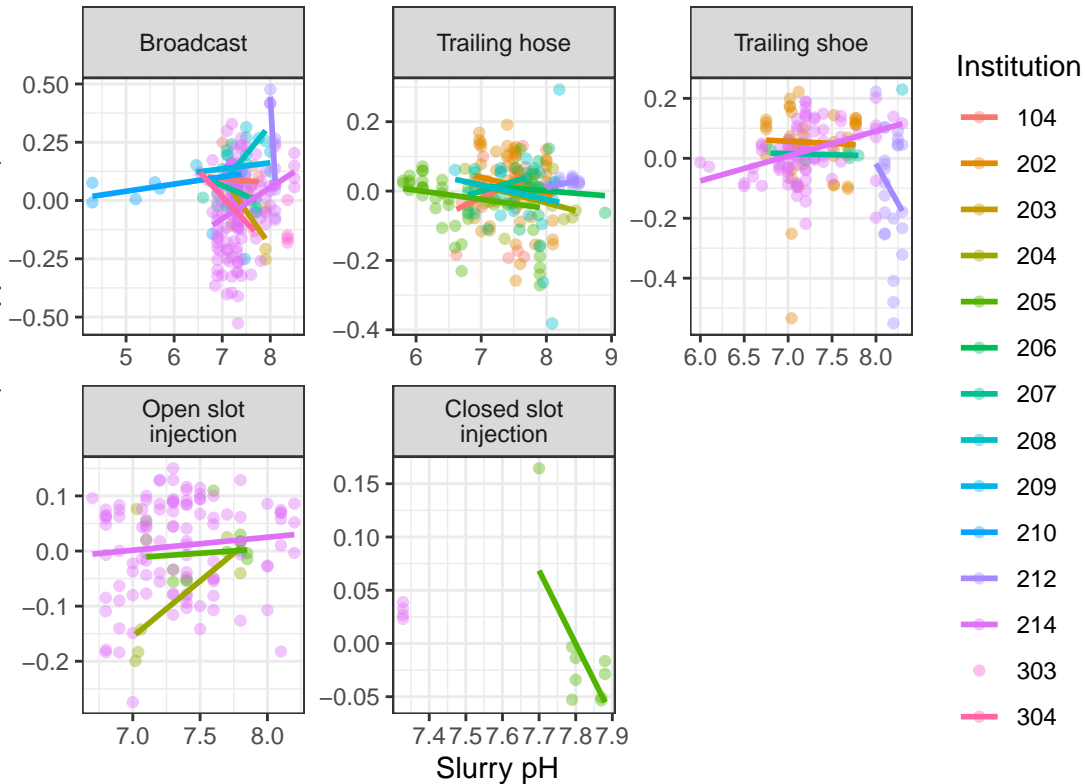 Broadcast
Trailing hose
Trailing shoe
0.50
0.25
0.00
−0.25
−0.50
5 6 7 8
0.2
0.0
−0.2
−0.4
6 7 8 9
0.2
0.0
−0.2
−0.4
6.0 6.5 7.0 7.5 8.0
Open slot
injection
Closed slot
injection
0.1
0.0
−0.1
−0.2
7.0 7.5 8.0
0.15
0.10
0.05
0.00
−0.05
7.4 7.5 7.6 7.7 7.8 7.9
Slurry pH
Institution
104
202
203
204
205
206
207
208
209
210
212
214
303
304